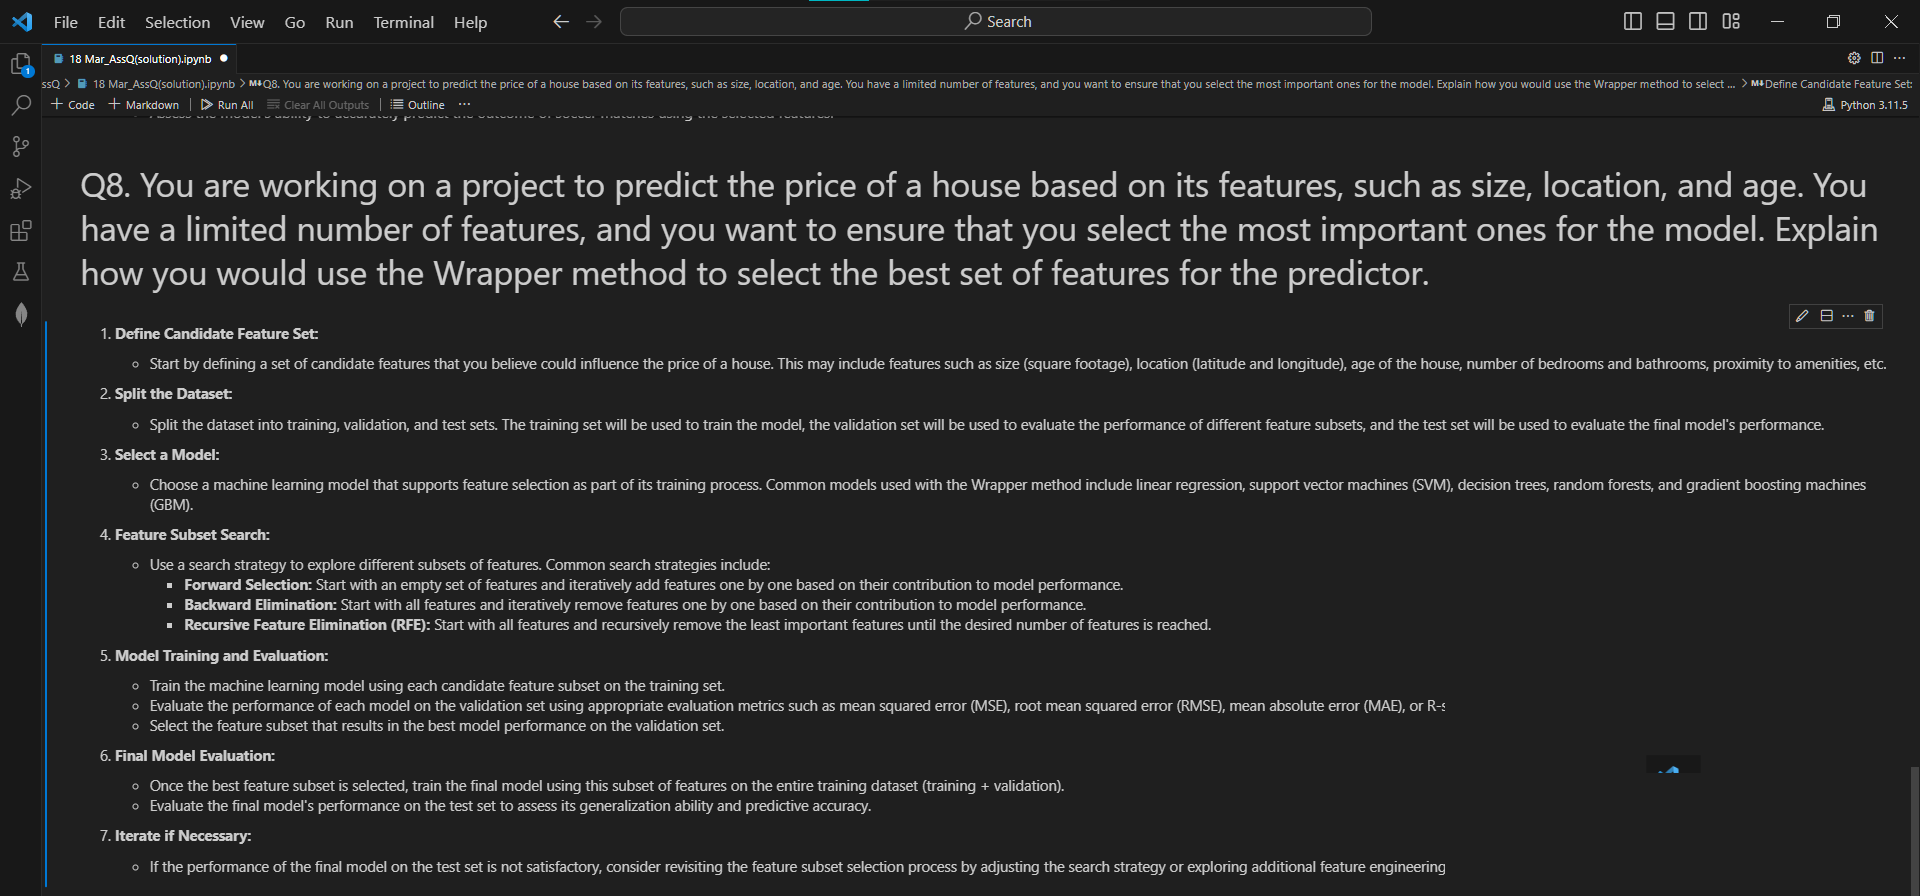 File Edit Selection View Go Run Terminal Help
Search
18 Mar_AssQ(solution).ipynb
ssQ > 18 Mar_AssQ(solution).ipynb > M↓Q8. You are working on a project to predict the price of a house based on its features, such as size, location, and age. You have a limited number of features, and you want to ensure that you select the most important ones for the model. Explain how you would use the Wrapper method to select ... > M↓Define Candidate Feature Set:
+ Code + Markdown | Run All Clear All Outputs | Outline ...
Python 3.11.5
Q8. You are working on a project to predict the price of a house based on its features, such as size, location, and age. You
have a limited number of features, and you want to ensure that you select the most important ones for the model. Explain
how you would use the Wrapper method to select the best set of features for the predictor.
1. Define Candidate Feature Set:
Start by defining a set of candidate features that you believe could influence the price of a house. This may include features such as size (square footage), location (latitude and longitude), age of the house, number of bedrooms and bathrooms, proximity to amenities, etc.
2. Split the Dataset:
Split the dataset into training, validation, and test sets. The training set will be used to train the model, the validation set will be used to evaluate the performance of different feature subsets, and the test set will be used to evaluate the final model's performance.
3. Select a Model:
Choose a machine learning model that supports feature selection as part of its training process. Common models used with the Wrapper method include linear regression, support vector machines (SVM), decision trees, random forests, and gradient boosting machines
(GBM).
4. Feature Subset Search:
Use a search strategy to explore different subsets of features. Common search strategies include:
Forward Selection: Start with an empty set of features and iteratively add features one by one based on their contribution to model performance.
Backward Elimination: Start with all features and iteratively remove features one by one based on their contribution to model performance.
Recursive Feature Elimination (RFE): Start with all features and recursively remove the least important features until the desired number of features is reached.
5. Model Training and Evaluation:
Train the machine learning model using each candidate feature subset on the training set.
Evaluate the performance of each model on the validation set using appropriate evaluation metrics such as mean squared error (MSE), root mean squared error (RMSE), mean absolute error (MAE), or R-
Select the feature subset that results in the best model performance on the validation set.
6. Final Model Evaluation:
Once the best feature subset is selected, train the final model using this subset of features on the entire training dataset (training + validation).
Evaluate the final model's performance on the test set to assess its generalization ability and predictive accuracy.
7. Iterate if Necessary:
If the performance of the final model on the test set is not satisfactory, consider revisiting the feature subset selection process by adjusting the search strategy or exploring additional feature engineering